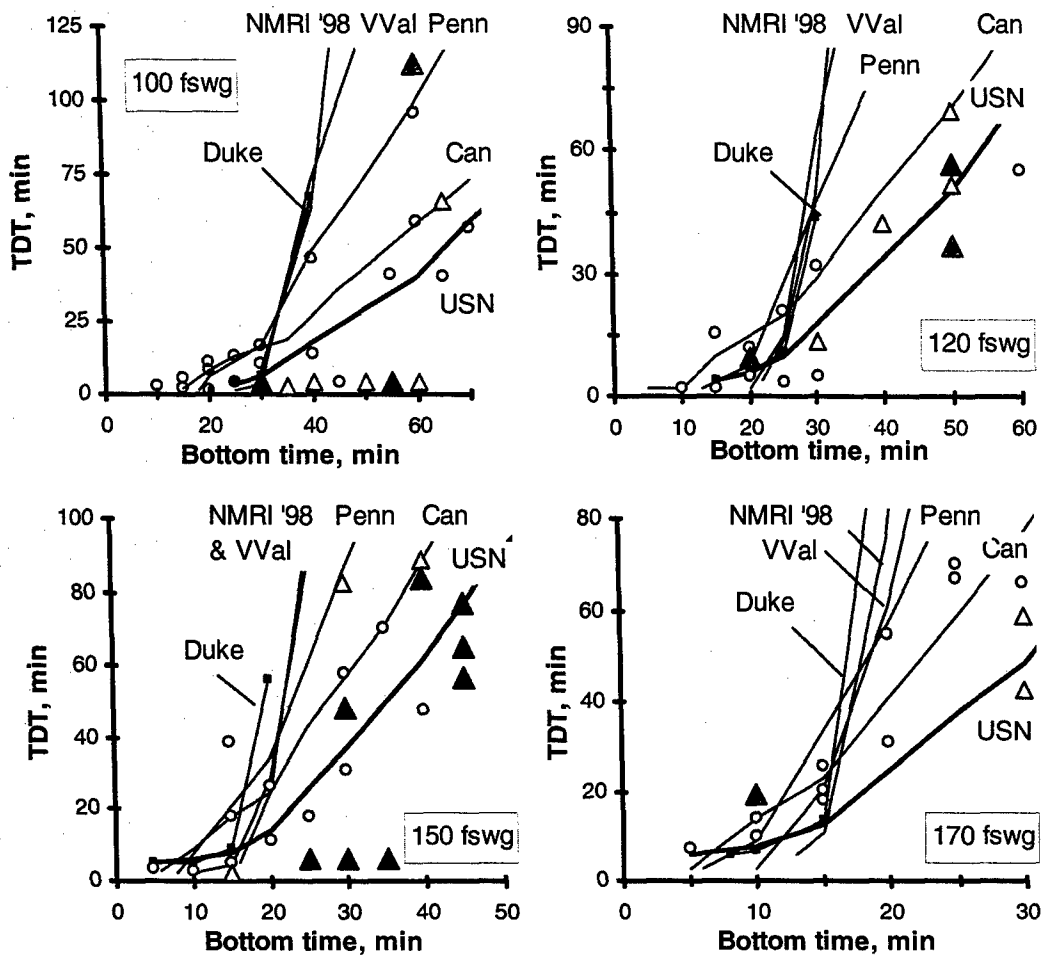 NMRI '98 VVal Penn
125
100
75
50
25
0
TDT, min
100 fswg
Duke
Can
USN
0 20 40 60
Bottom time, min
NMRI '98 VVal
Can
90
60
30
0
TDT, min
Penn
USN
Duke
120 fswg
0 10 20 30 40 50 60
Bottom time, min
NMRI '98 Penn Can
& VVal
USN
100
80
60
40
20
0
TDT, min
Duke
150 fswg
0 10 20 30 40 50
Bottom time, min
NMRI '98
VVal
Penn
Can
80
60
40
20
0
TDT, min
Duke
USN
170 fswg
0 10 20 30
Bottom time, min